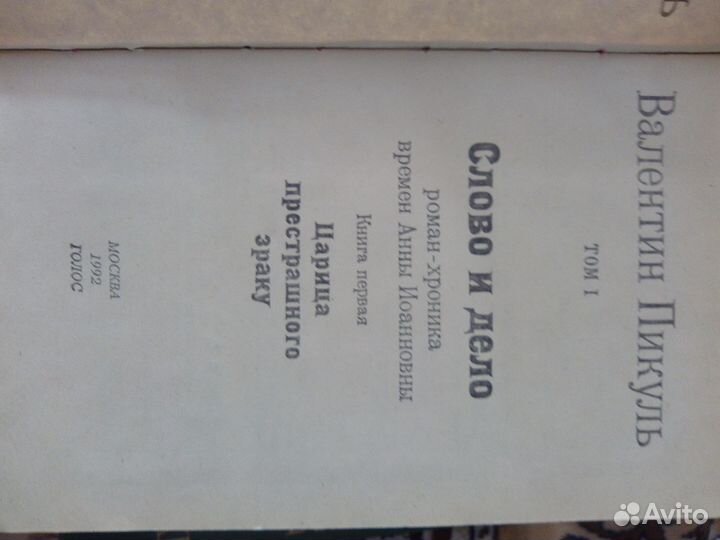 Валентин Пикуль
ТОМ I
Слово и дело
роман-хроника
времен Анны Иоанновны
Книга первая
Царица
престрашного
зраку
МОСКВА
1992
ГОЛОС
Ь
Avito